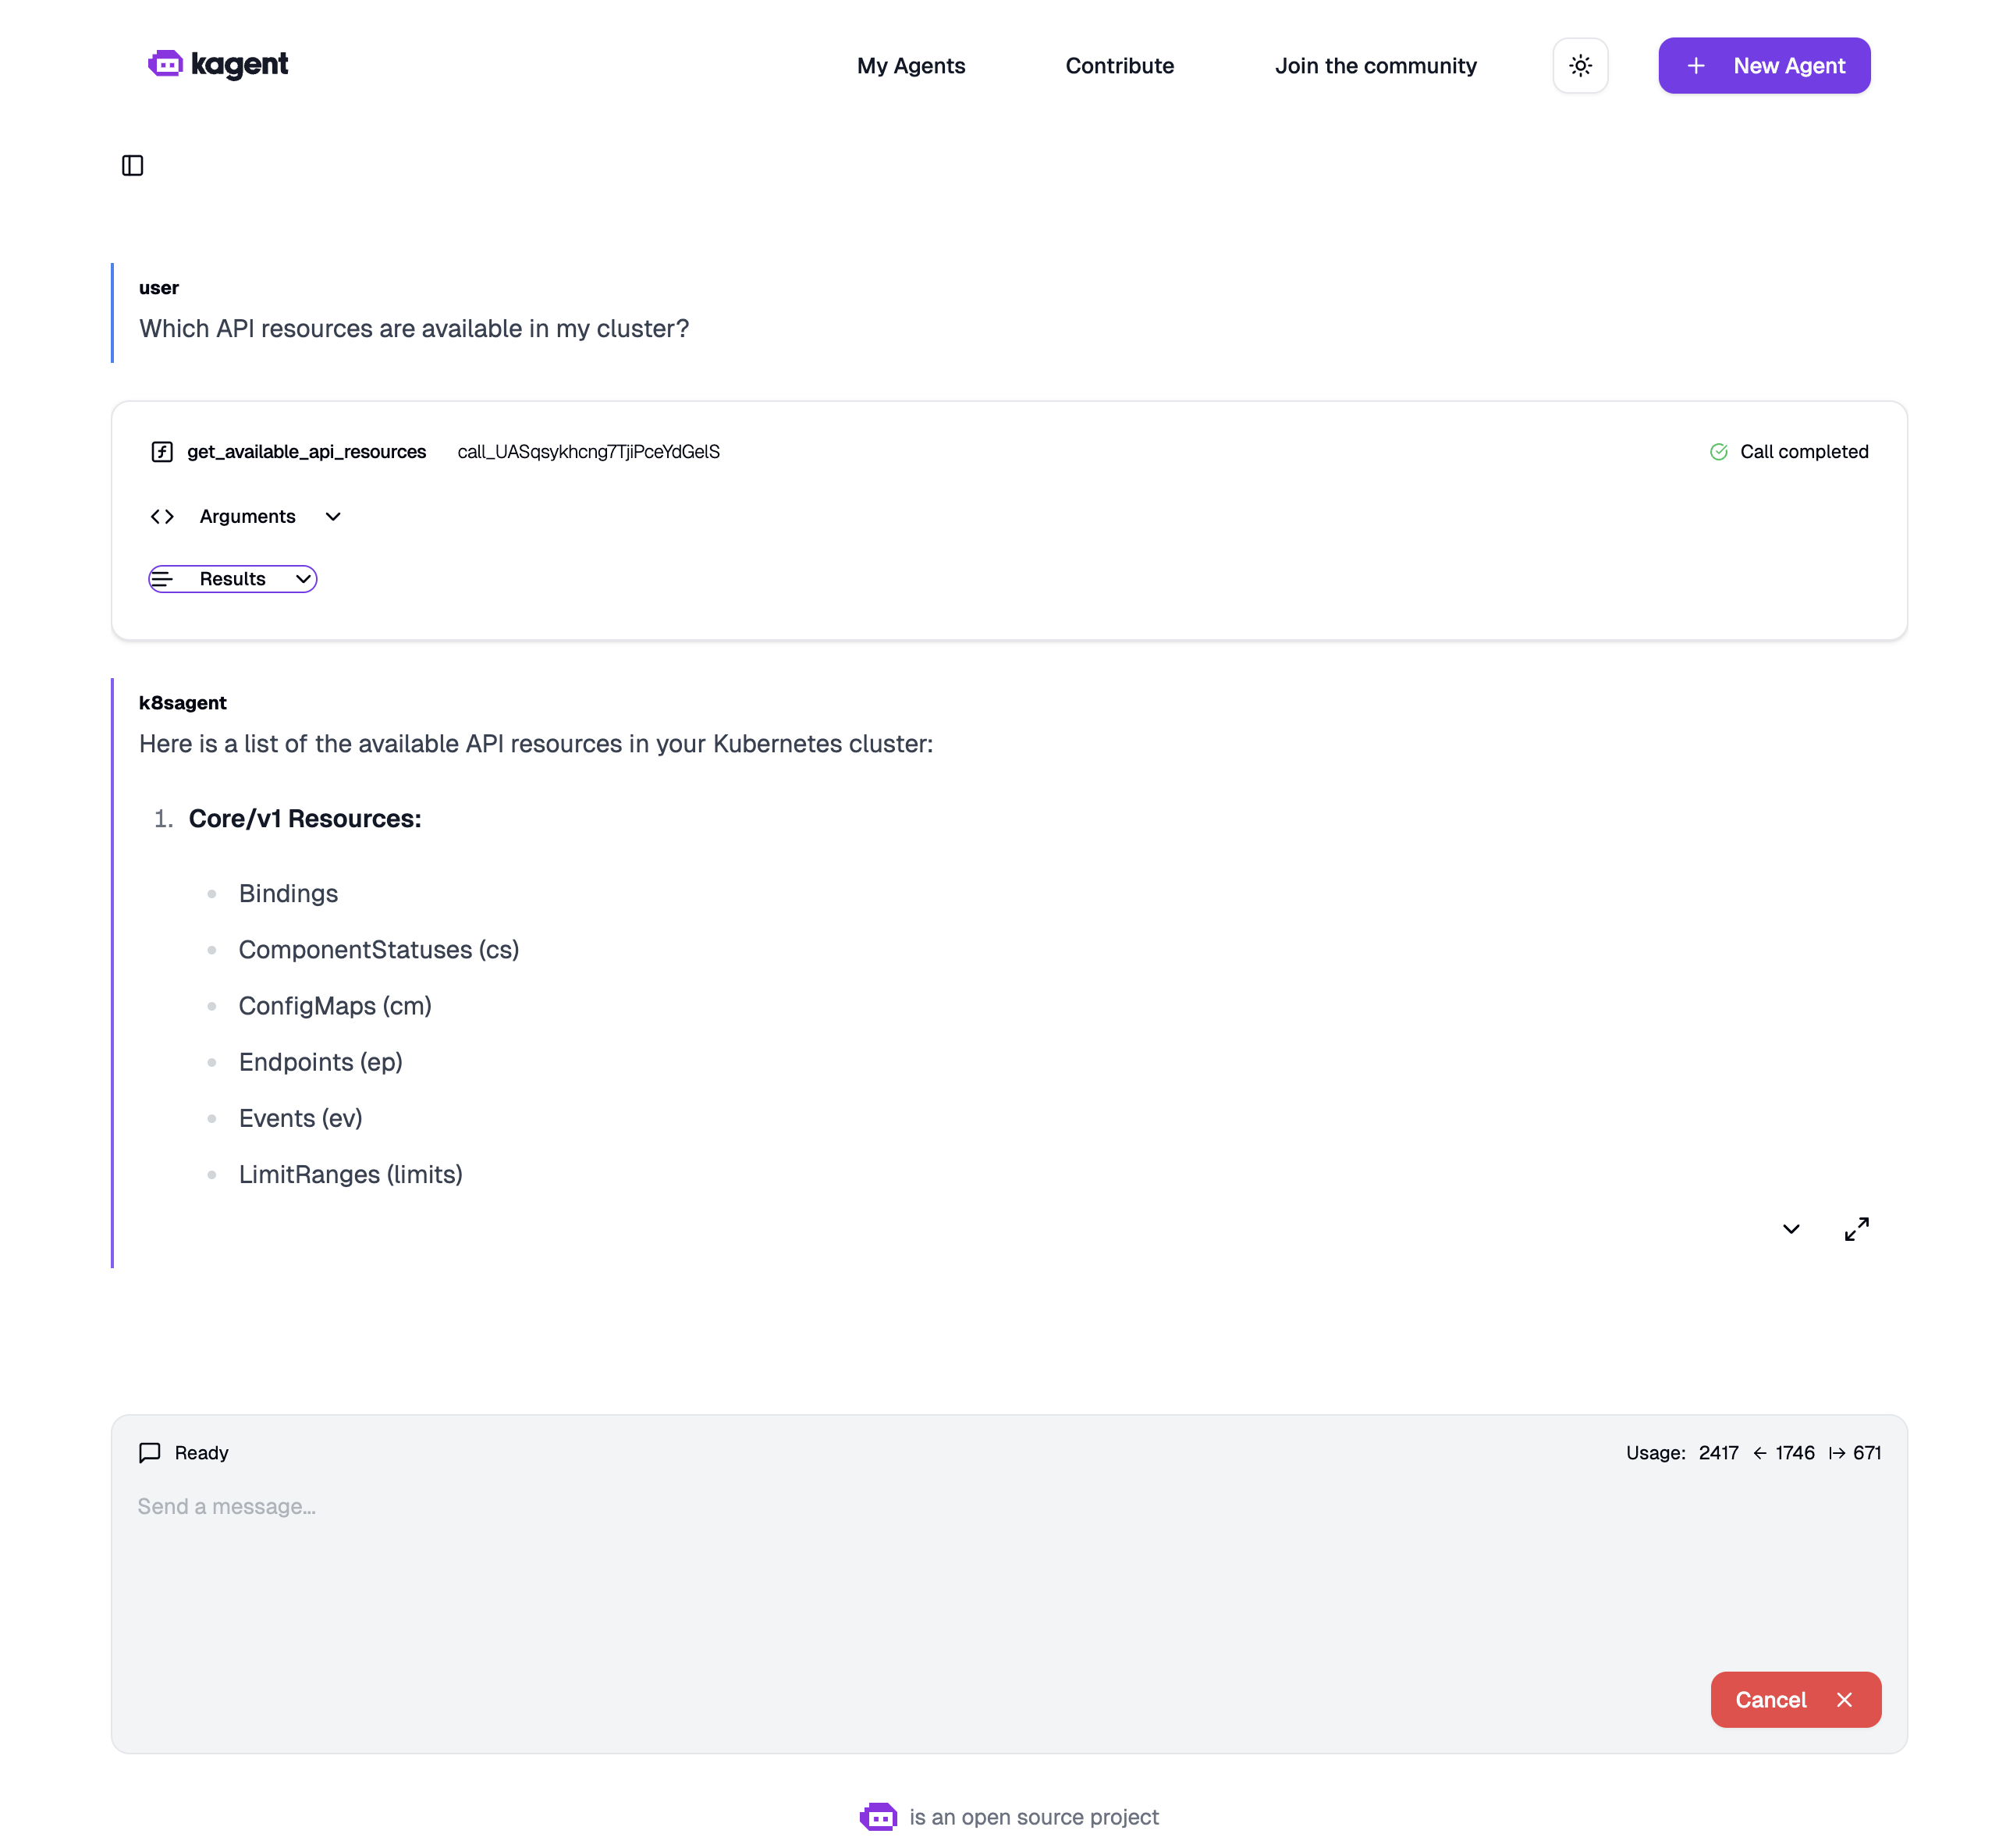 kagent
My Agents
Contribute
Join the community
New Agent
user
Which API resources are available in my cluster?
get_available_api_resources call_UASqsykhcng7TjiPceYdGelS Call completed
Arguments
Results
k8sagent
Here is a list of the available API resources in your Kubernetes cluster:
1. Core/v1 Resources:
Bindings
ComponentStatuses (cs)
ConfigMaps (cm)
Endpoints (ep)
Events (ev)
LimitRanges (limits)
Ready
Usage: 2417 ← 1746 ↦ 671
Send a message...
Cancel
is an open source project